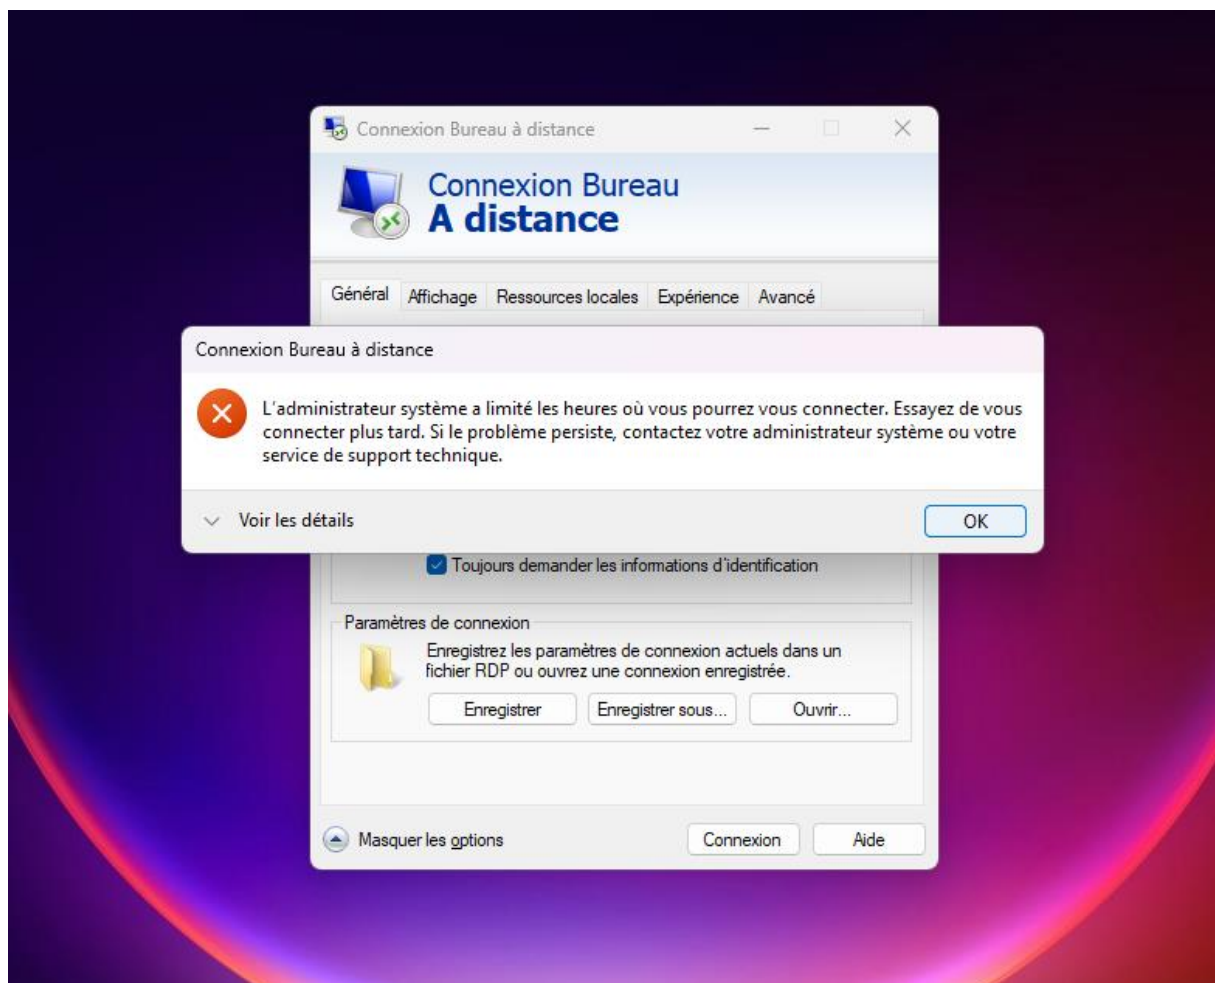 Connexion Bureau à distance
Connexion Bureau
A distance
Général Affichage Ressources locales Expérience Avancé
Connexion Bureau à distance
L'administrateur système a limité les heures où vous pourrez vous connecter. Essayez de vous
connecter plus tard. Si le problème persiste, contactez votre administrateur système ou votre
service de support technique.
Voir les détails
OK
Toujours demander les informations d'identification
Paramètres de connexion
Enregistrez les paramètres de connexion actuels dans un
fichier RDP ou ouvrez une connexion enregistrée.
Enregistrer Enregistrer sous... Ouvrir...
Masquer les options
Connexion Aide